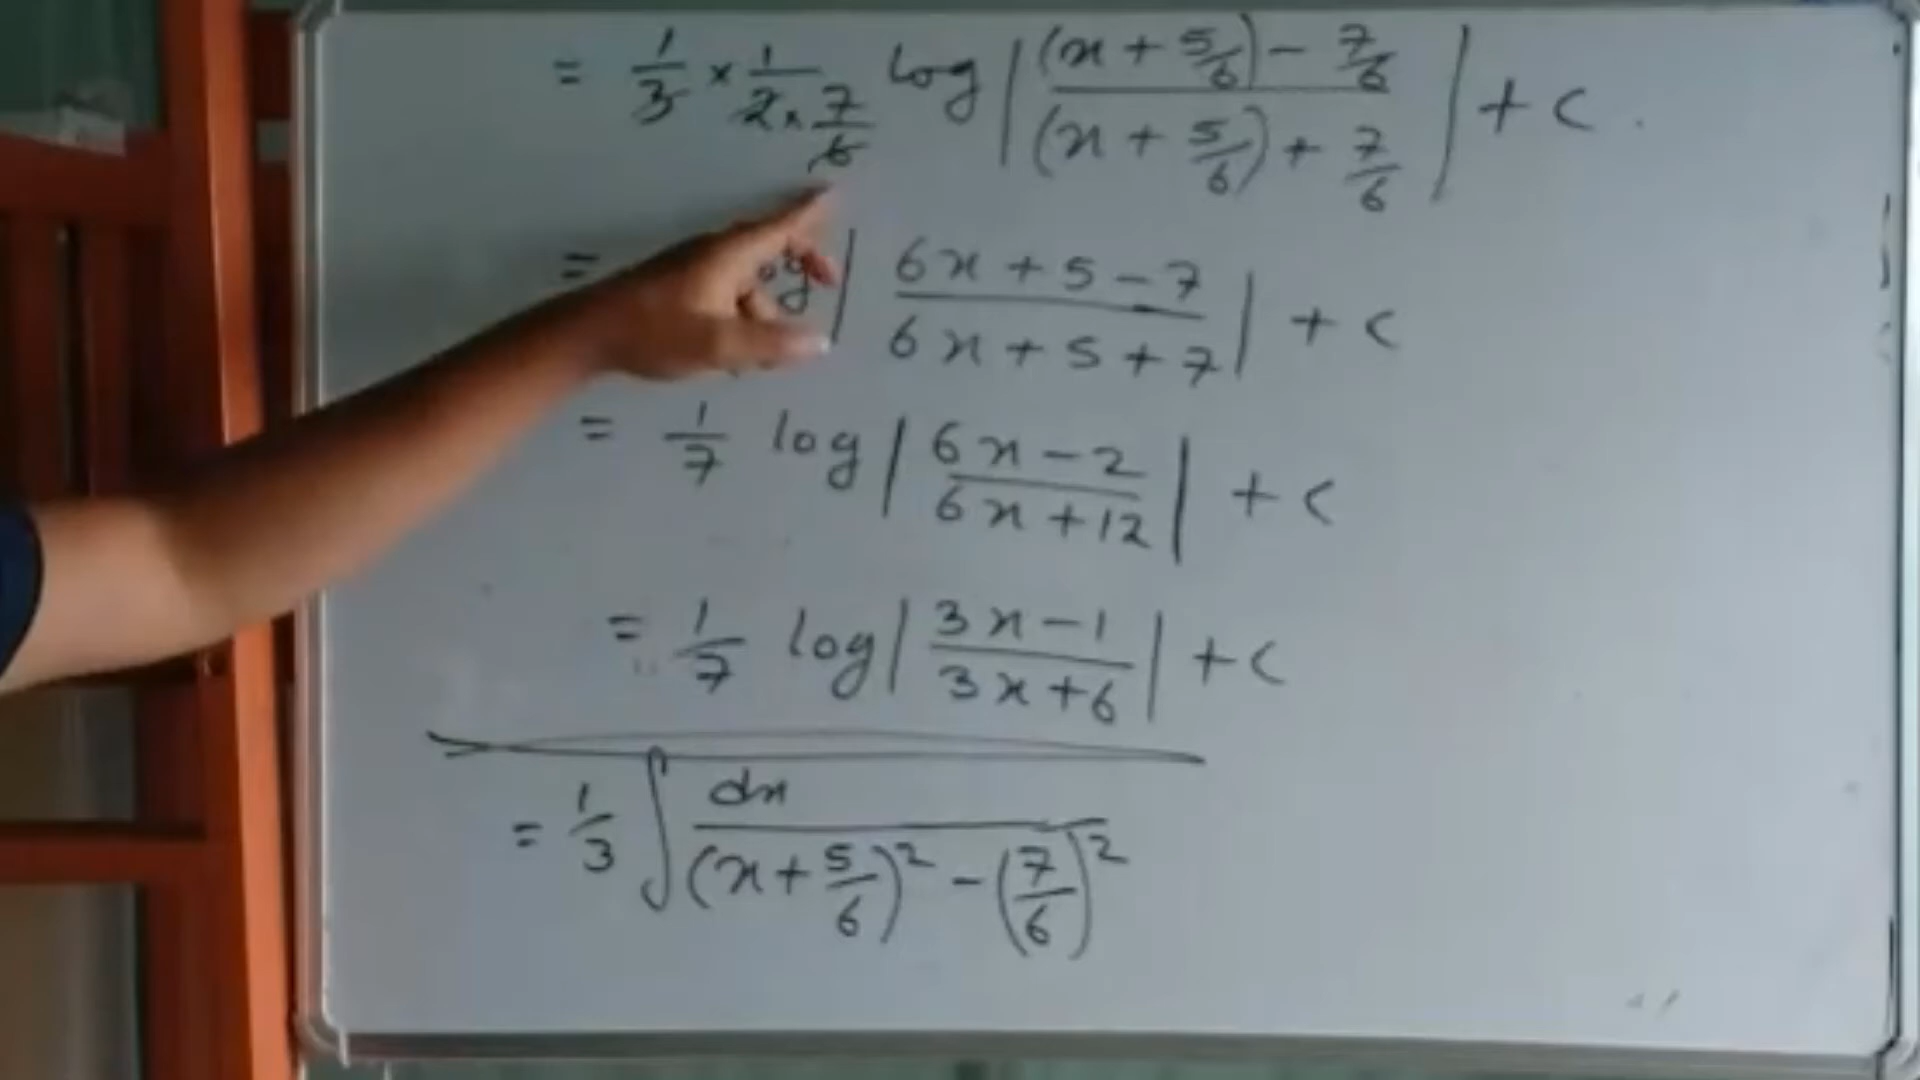 = 1/3 × 1/(2 × 7/6) log |((x + 5/6) - 7/6)/((x + 5/6) + 7/6)| + c.
= og |(6x + 5 - 7)/(6x + 5 + 7)| + c
= 1/7 log |(6x - 2)/(6x + 12)| + c
= 1/7 log |(3x - 1)/(3x + 6)| + c
= 1/3 ∫ dx/((x + 5/6)² - (7/6)²)